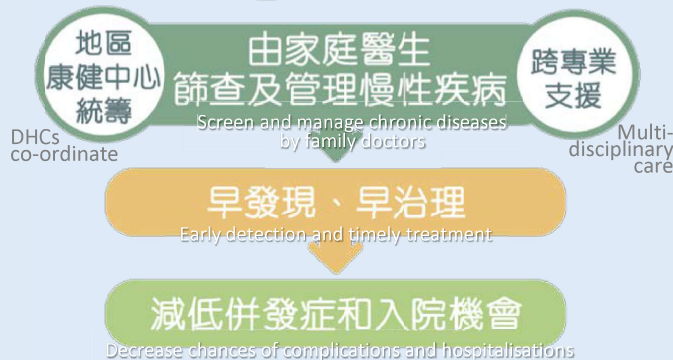 地區
康健中心
統籌
DHCs
co-ordinate
由家庭醫生
篩查及管理慢性疾病
Screen and manage chronic diseases
by family doctors
跨專業
支援
Multi-
disciplinary
care
早發現、早治理
Early detection and timely treatment
減低併發症和入院機會
Decrease chances of complications and hospitalisations